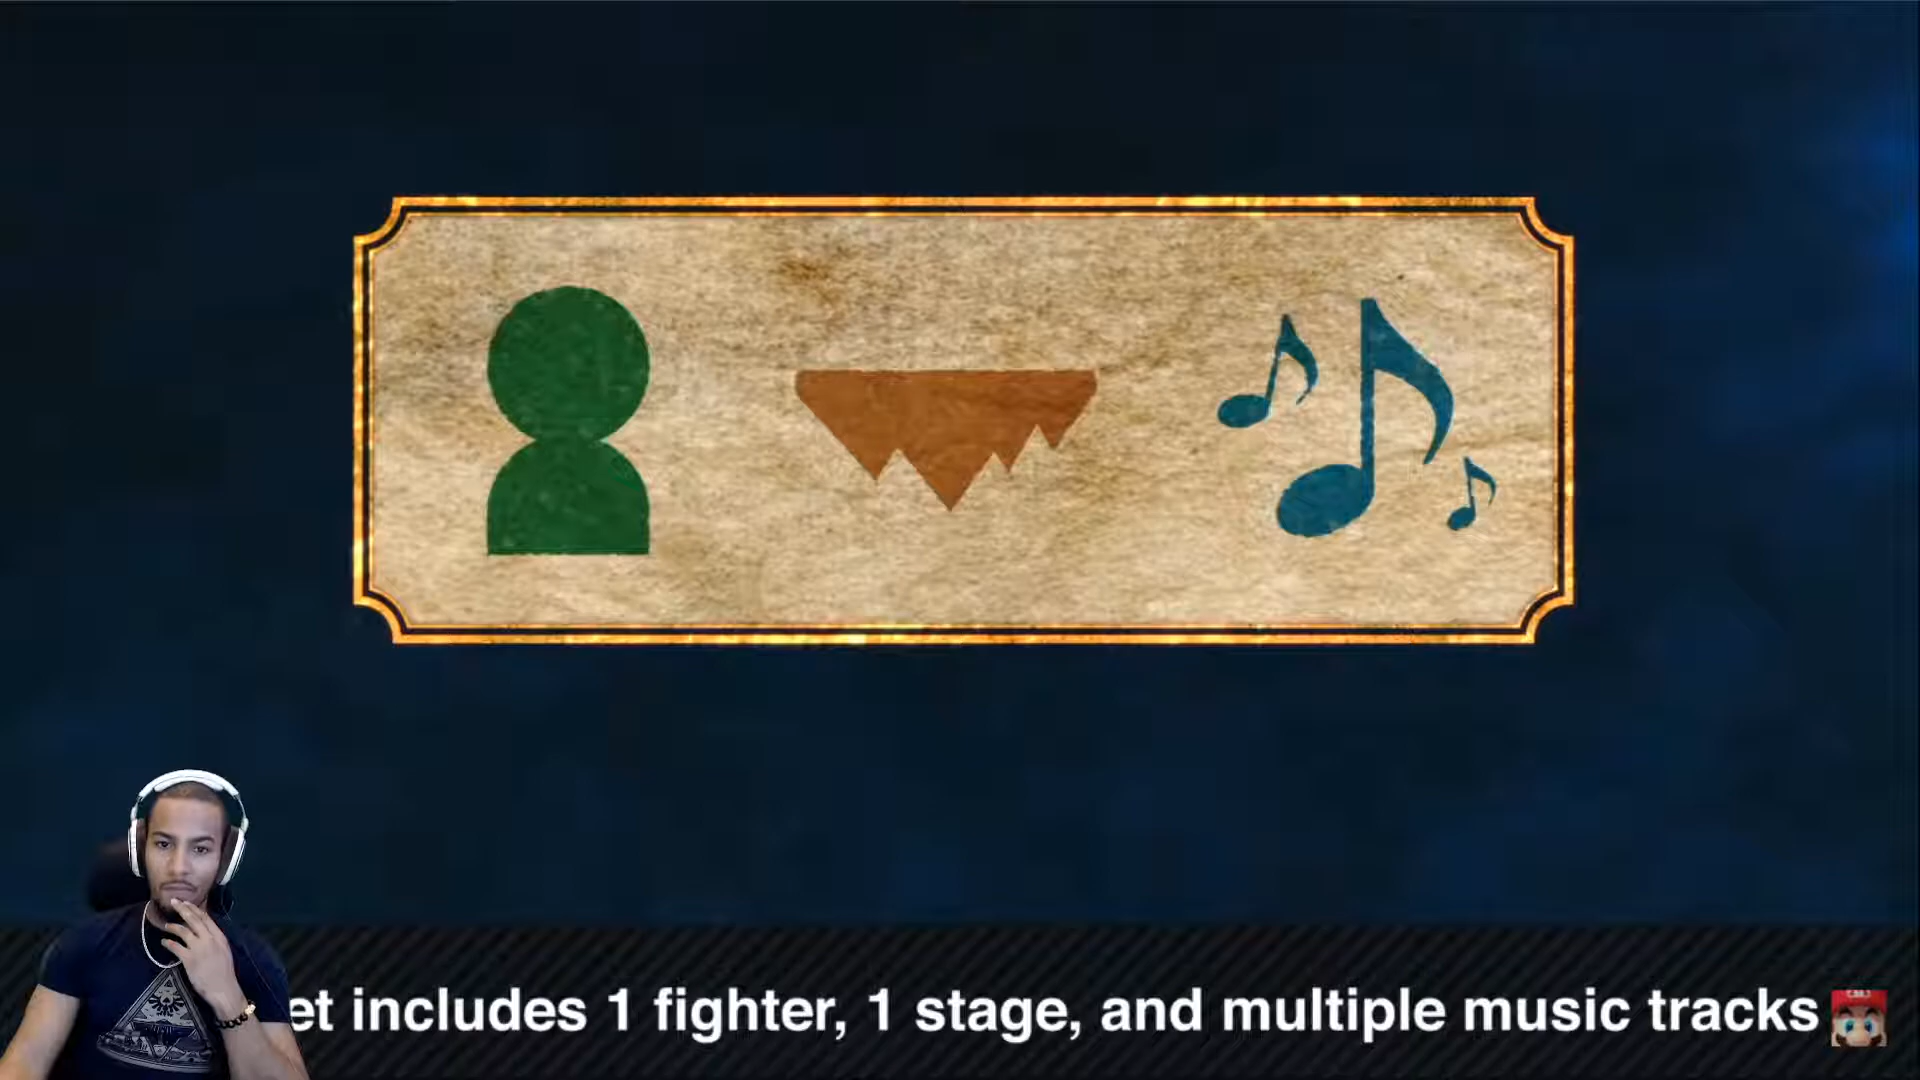 et includes 1 fighter, 1 stage, and multiple music tracks